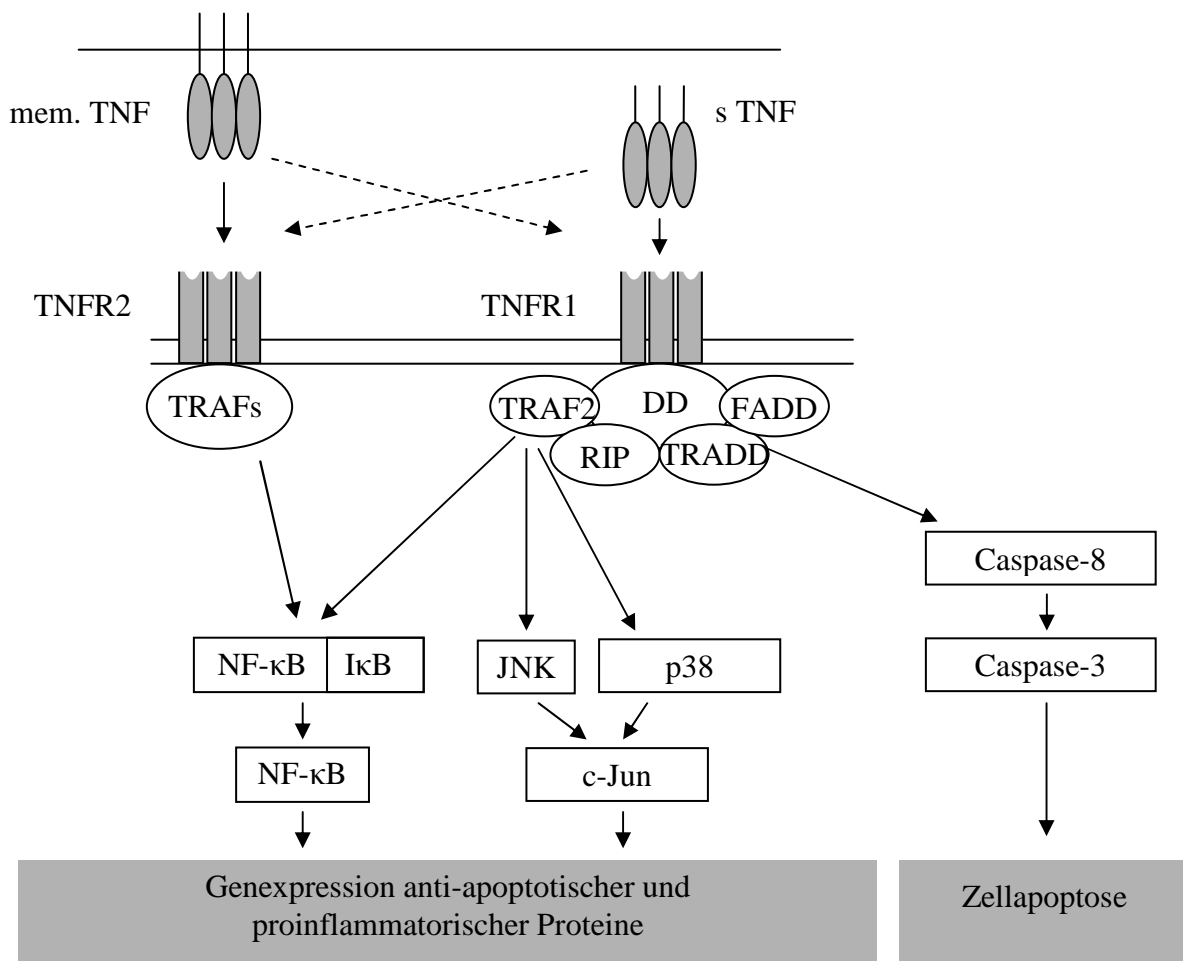 mem. TNF
s TNF
TNFR2
TNFR1
TRAFs
TRAF2
DD
FADD
RIP
TRADD
Caspase-8
NF-κB
IκB
JNK
p38
Caspase-3
NF-κB
c-Jun
Genexpression anti-apoptotischer und
proinflammatorischer Proteine
Zellapoptose